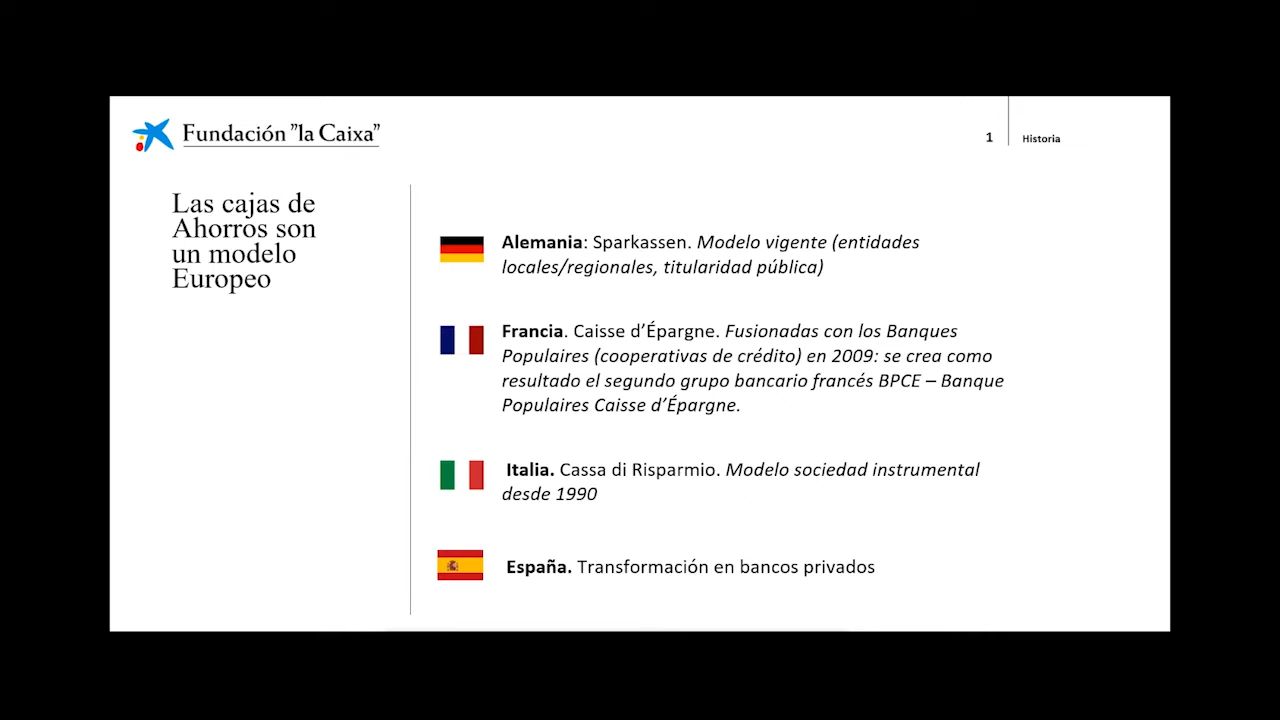 Fundación "la Caixa"
1
Historia
Las cajas de
Ahorros son
un modelo
Europeo
Alemania: Sparkassen. Modelo vigente (entidades
locales/regionales, titularidad pública)
Francia. Caisse d’Épargne. Fusionadas con los Banques
Populaires (cooperativas de crédito) en 2009: se crea como
resultado el segundo grupo bancario francés BPCE – Banque
Populaires Caisse d’Épargne.
Italia. Cassa di Risparmio. Modelo sociedad instrumental
desde 1990
España. Transformación en bancos privados